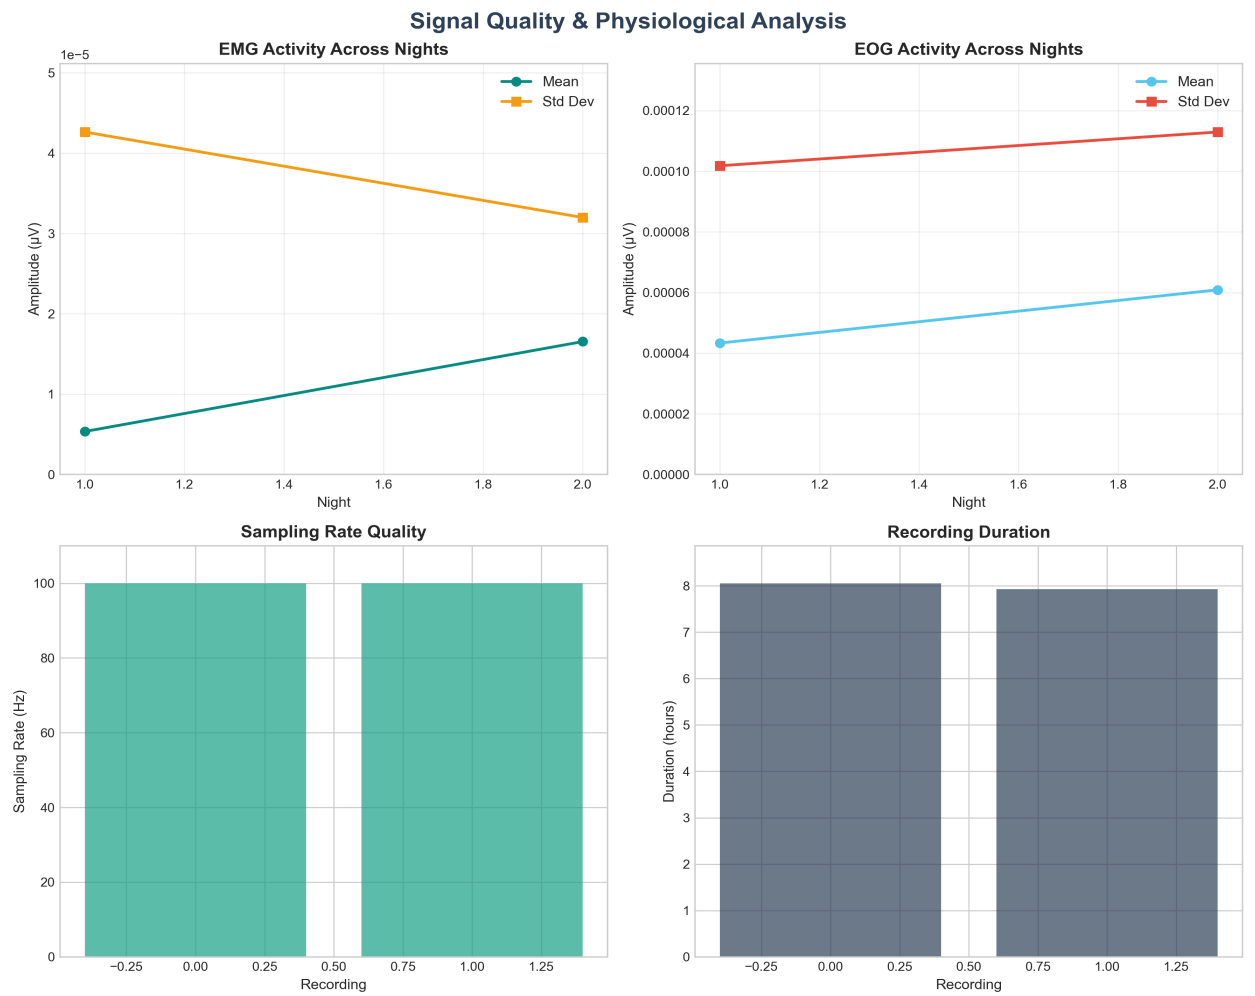 Signal Quality & Physiological Analysis
EMG Activity Across Nights
1e−5
5
4
3
2
1
0
Amplitude (µV)
Mean
Std Dev
1.0 1.2 1.4 1.6 1.8 2.0
Night
EOG Activity Across Nights
0.00012
0.00010
0.00008
0.00006
0.00004
0.00002
0.00000
Amplitude (µV)
Mean
Std Dev
1.0 1.2 1.4 1.6 1.8 2.0
Night
Sampling Rate Quality
100
80
60
40
20
0
Sampling Rate (Hz)
−0.25 0.00 0.25 0.50 0.75 1.00 1.25
Recording
Recording Duration
8
7
6
5
4
3
2
1
0
Duration (hours)
−0.25 0.00 0.25 0.50 0.75 1.00 1.25
Recording